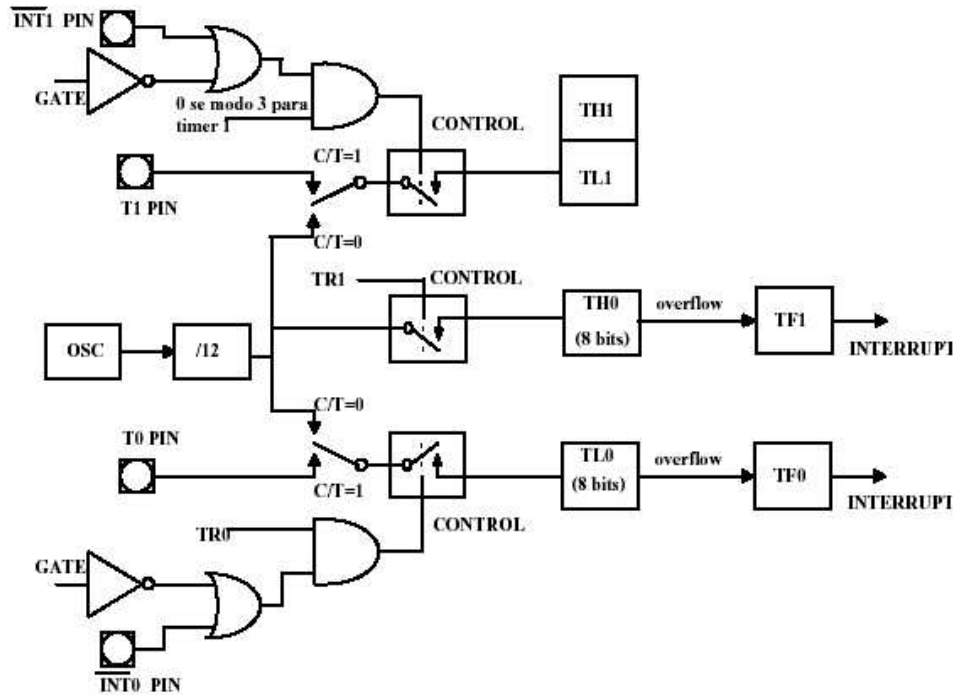 INT1 PIN
GATE
0 se modo 3 para
timer 1
CONTROL
TH1
TL1
C/T=1
T1 PIN
C/T=0
TR1
CONTROL
TH0
(8 bits)
overflow
TF1
INTERRUPT
OSC
/12
C/T=0
T0 PIN
C/T=1
TL0
(8 bits)
overflow
TF0
INTERRUPT
CONTROL
TR0
GATE
INT0 PIN